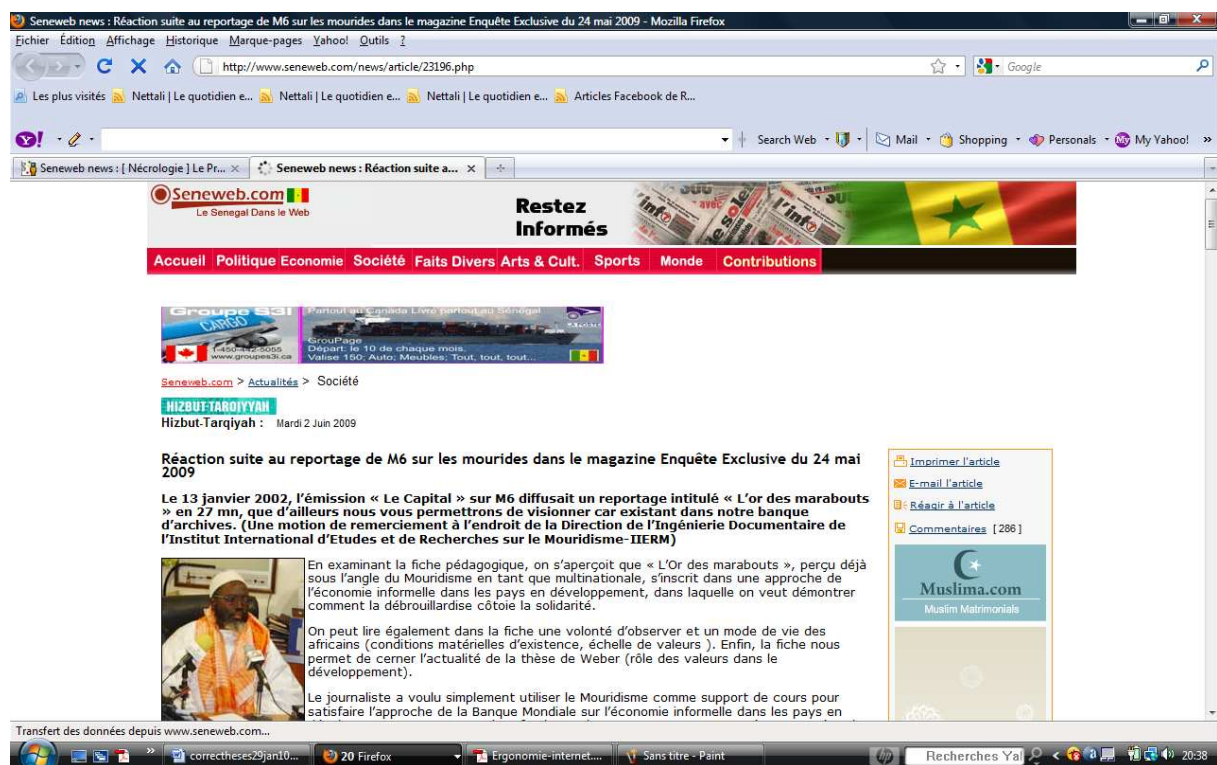 Seneweb news : Réaction suite au reportage de M6 sur les mourides dans le magazine Enquête Exclusive du 24 mai 2009 - Mozilla Firefox
Fichier Édition Affichage Historique Marque-pages Yahoo! Outils ?
http://www.seneweb.com/news/article/23196.php
Google
Les plus visités Nettali | Le quotidien e... Nettali | Le quotidien e... Nettali | Le quotidien e... Articles Facebook de R...
Y! Search Web Mail Shopping Personals My Yahoo! »
Seneweb news : [ Nécrologie ] Le Pr... Seneweb news : Réaction suite a...
Seneweb.com
Le Senegal Dans le Web
Restez
Informés
Accueil Politique Economie Société Faits Divers Arts & Cult. Sports Monde Contributions
Groupe S3I
CARGO
1-450-442-5055
www.groupes3i.ca
Partout au Canada Livré partout au Sénégal
GrouPage
Départ: le 10 de chaque mois.
Valise 150; Auto; Meubles; Tout, tout, tout...
Seneweb.com > Actualités > Société
HIZBUT-TARQIYYAH
Hizbut-Tarqiyah : Mardi 2 Juin 2009
Réaction suite au reportage de M6 sur les mourides dans le magazine Enquête Exclusive du 24 mai
2009
Le 13 janvier 2002, l'émission « Le Capital » sur M6 diffusait un reportage intitulé « L'or des marabouts
» en 27 mn, que d'ailleurs nous vous permettrons de visionner car existant dans notre banque
d'archives. (Une motion de remerciement à l'endroit de la Direction de l'Ingénierie Documentaire de
l'Institut International d'Etudes et de Recherches sur le Mouridisme-IIERM)
En examinant la fiche pédagogique, on s'aperçoit que « L'Or des marabouts », perçu déjà
sous l'angle du Mouridisme en tant que multinationale, s'inscrit dans une approche de
l'économie informelle dans les pays en développement, dans laquelle on veut démontrer
comment la débrouillardise côtoie la solidarité.
On peut lire également dans la fiche une volonté d'observer et un mode de vie des
africains (conditions matérielles d'existence, échelle de valeurs ). Enfin, la fiche nous
permet de cerner l'actualité de la thèse de Weber (rôle des valeurs dans le
développement).
Le journaliste a voulu simplement utiliser le Mouridisme comme support de cours pour
satisfaire l'approche de la Banque Mondiale sur l'économie informelle dans les pays en
Imprimer l'article
E-mail l'article
Réagir à l'article
Commentaires [ 286 ]
Muslima.com
Muslim Matrimonials
Transfert des données depuis www.seneweb.com...
» correctheses29jan10... 20 Firefox Ergonomie-internet.... Sans titre - Paint Recherches Yal 20:38